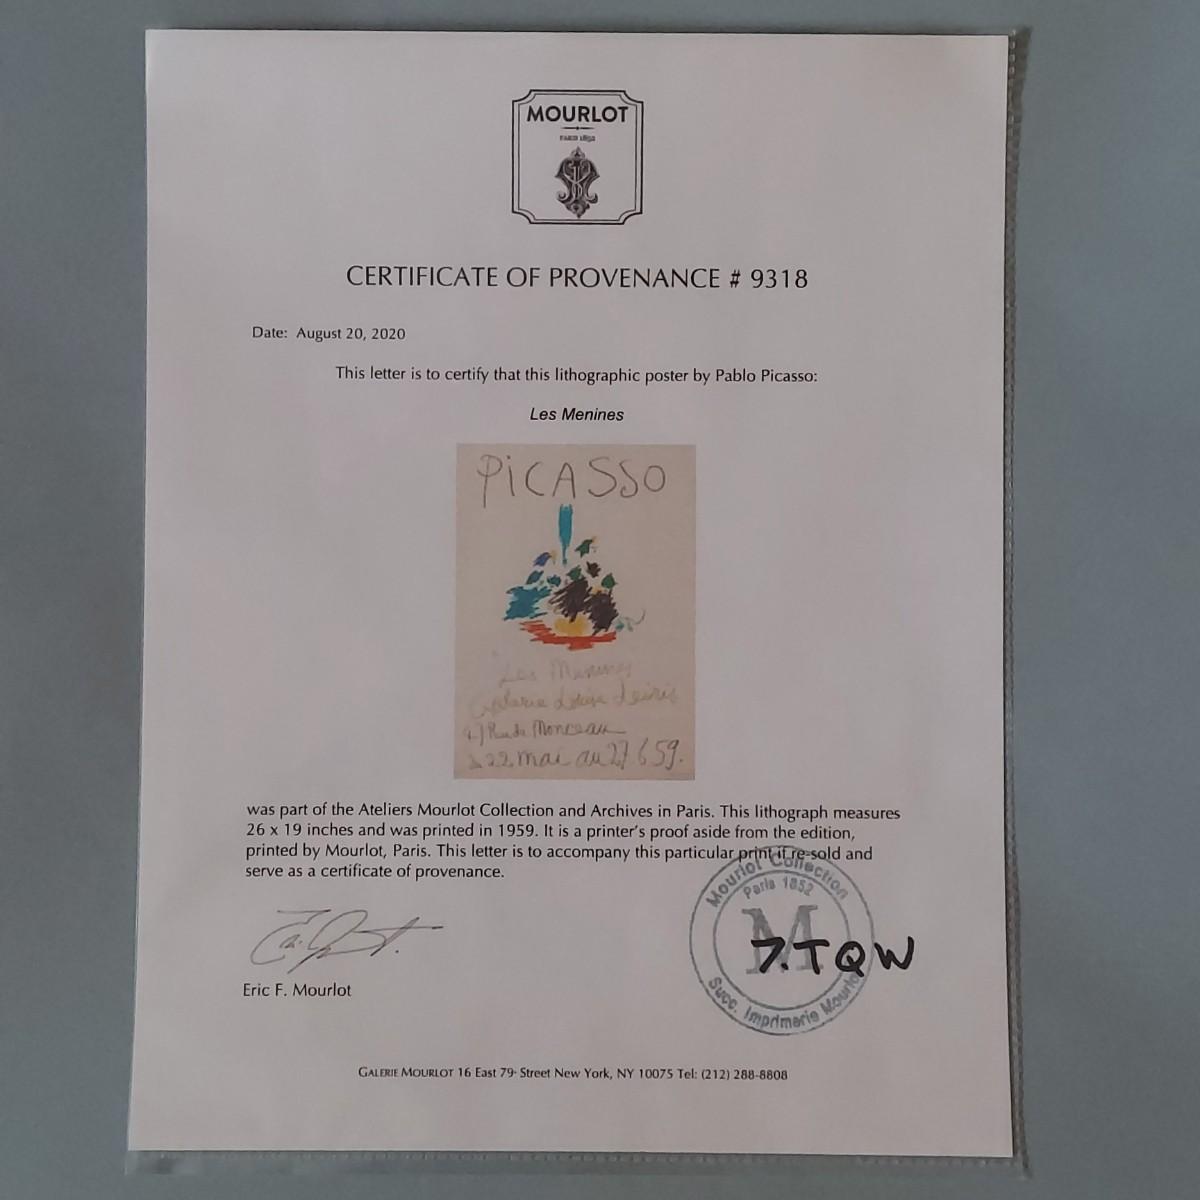 MOURLOT
PARIS 1852
CERTIFICATE OF PROVENANCE # 9318
Date: August 20, 2020
This letter is to certify that this lithographic poster by Pablo Picasso:
Les Menines
PiCASSO
Les Menines
Galerie Louise Leiris
47 Rue de Monceau
22 mai au 27 6 59.
was part of the Ateliers Mourlot Collection and Archives in Paris. This lithograph measures
26 x 19 inches and was printed in 1959. It is a printer's proof aside from the edition,
printed by Mourlot, Paris. This letter is to accompany this particular print if re-sold and
serve as a certificate of provenance.
Mourlot Collection
Paris 1852
M
7.TQW
Succ. Imprimerie Mourlot
Eric F. Mourlot
GALERIE MOURLOT 16 East 79th Street New York, NY 10075 Tel: (212) 288-8808